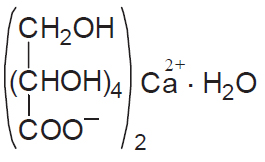 CH₂OH
(CHOH)₄ Ca²⁺ · H₂O
COO⁻
2